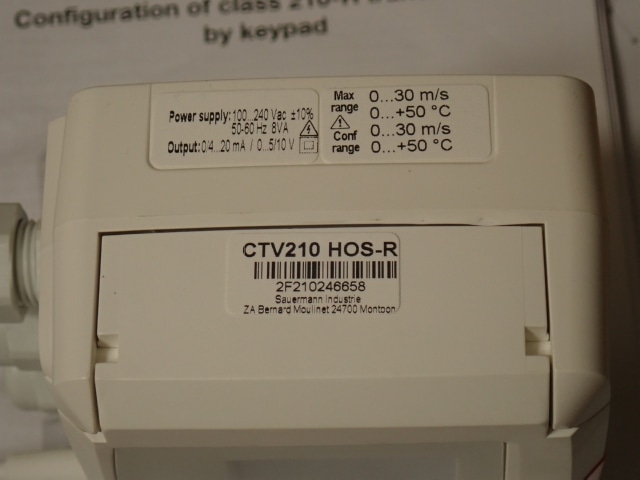 Configuration of class 210-R
by keypad
Power supply: 100...240 Vac ±10%
50-60 Hz 8VA
Output: 0/4...20 mA / 0...5/10 V
Max range 0...30 m/s
0...+50 °C
Conf range 0...30 m/s
0...+50 °C
CTV210 HOS-R
2F210246658
Sauermann Industrie
ZA Bernard Moulinet 24700 Montpon